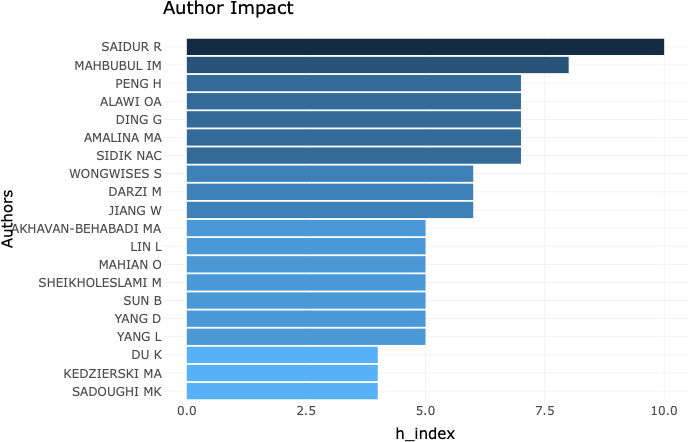 Author Impact
Authors
SAIDUR R
MAHBUBUL IM
PENG H
ALAWI OA
DING G
AMALINA MA
SIDIK NAC
WONGWISES S
DARZI M
JIANG W
AKHAVAN-BEHABADI MA
LIN L
MAHIAN O
SHEIKHOLESLAMI M
SUN B
YANG D
YANG L
DU K
KEDZIERSKI MA
SADOUGHI MK
0.0 2.5 5.0 7.5 10.0
h_index